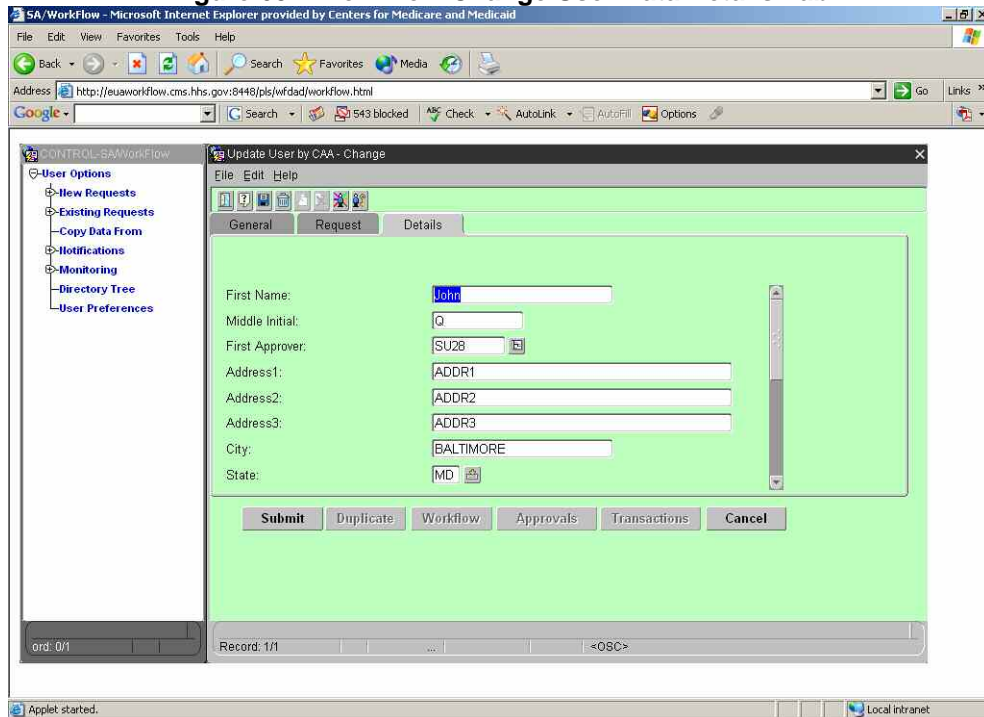 SA/WorkFlow - Microsoft Internet Explorer provided by Centers for Medicare and Medicaid
File Edit View Favorites Tools Help
Back Search Favorites Media
Address http://euaworkflow.cms.hhs.gov:8448/pls/wfdad/workflow.html Go Links »
Google Search 543 blocked Check AutoLink AutoFill Options
CONTROL-SA/WorkFlow
User Options
New Requests
Existing Requests
Copy Data From
Notifications
Monitoring
Directory Tree
User Preferences
ord: 0/1
Update User by CAA - Change
File Edit Help
General Request Details
First Name: John
Middle Initial: Q
First Approver: SU28
Address1: ADDR1
Address2: ADDR2
Address3: ADDR3
City: BALTIMORE
State: MD
Submit Duplicate Workflow Approvals Transactions Cancel
Record: 1/1 ... <OSC>
Applet started. Local intranet